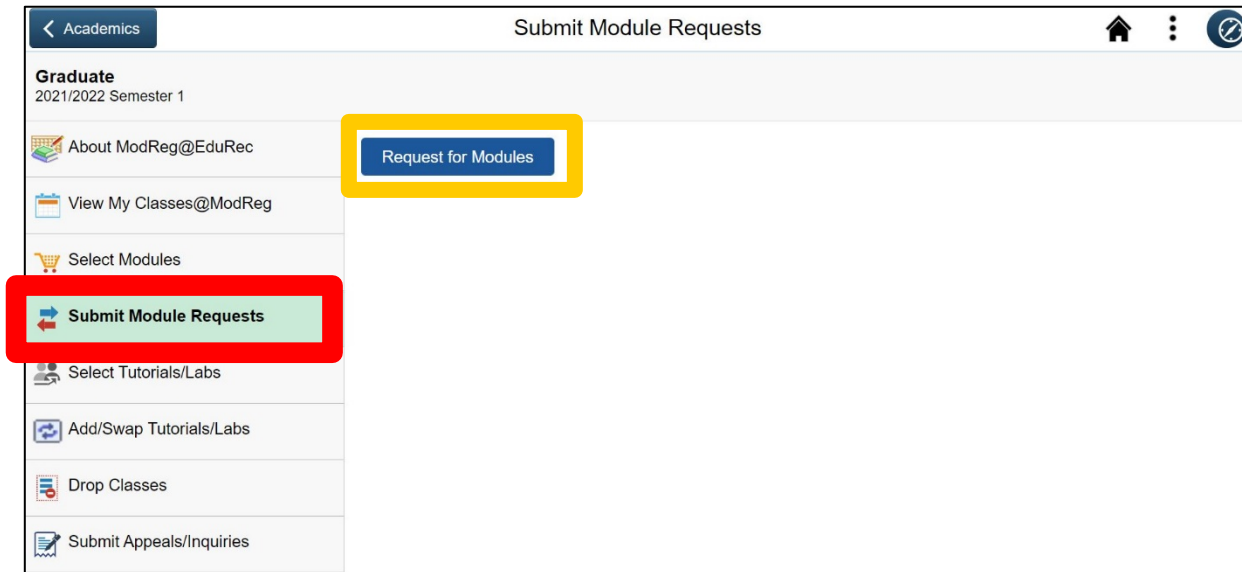 Academics
Submit Module Requests
Graduate
2021/2022 Semester 1
About ModReg@EduRec
Request for Modules
View My Classes@ModReg
Select Modules
Submit Module Requests
Select Tutorials/Labs
Add/Swap Tutorials/Labs
Drop Classes
Submit Appeals/Inquiries